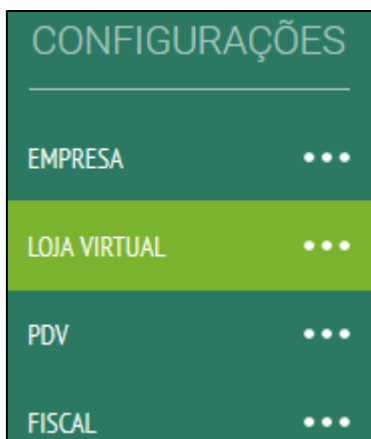 CONFIGURAÇÕES
EMPRESA
LOJA VIRTUAL
PDV
FISCAL